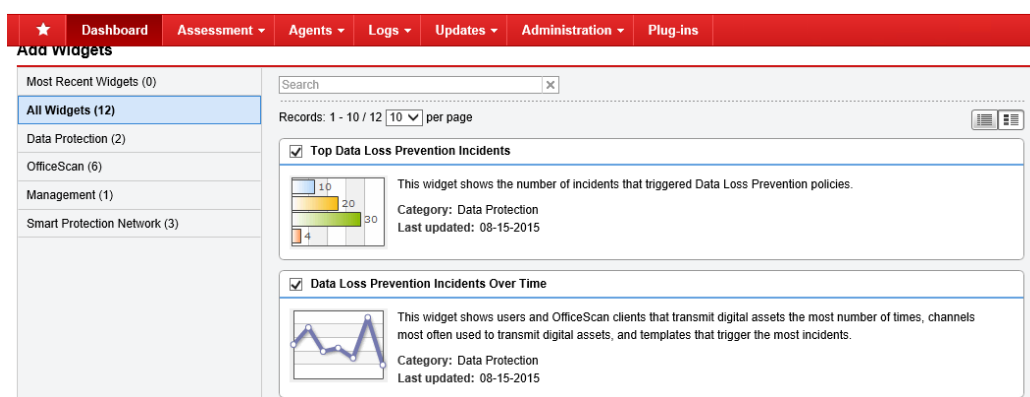 ★ Dashboard Assessment Agents Logs Updates Administration Plug-ins
Add Widgets
Most Recent Widgets (0)
All Widgets (12)
Data Protection (2)
OfficeScan (6)
Management (1)
Smart Protection Network (3)
Search
Records: 1 - 10 / 12 10 per page
Top Data Loss Prevention Incidents
10
20
30
4
This widget shows the number of incidents that triggered Data Loss Prevention policies.
Category: Data Protection
Last updated: 08-15-2015
Data Loss Prevention Incidents Over Time
This widget shows users and OfficeScan clients that transmit digital assets the most number of times, channels
most often used to transmit digital assets, and templates that trigger the most incidents.
Category: Data Protection
Last updated: 08-15-2015